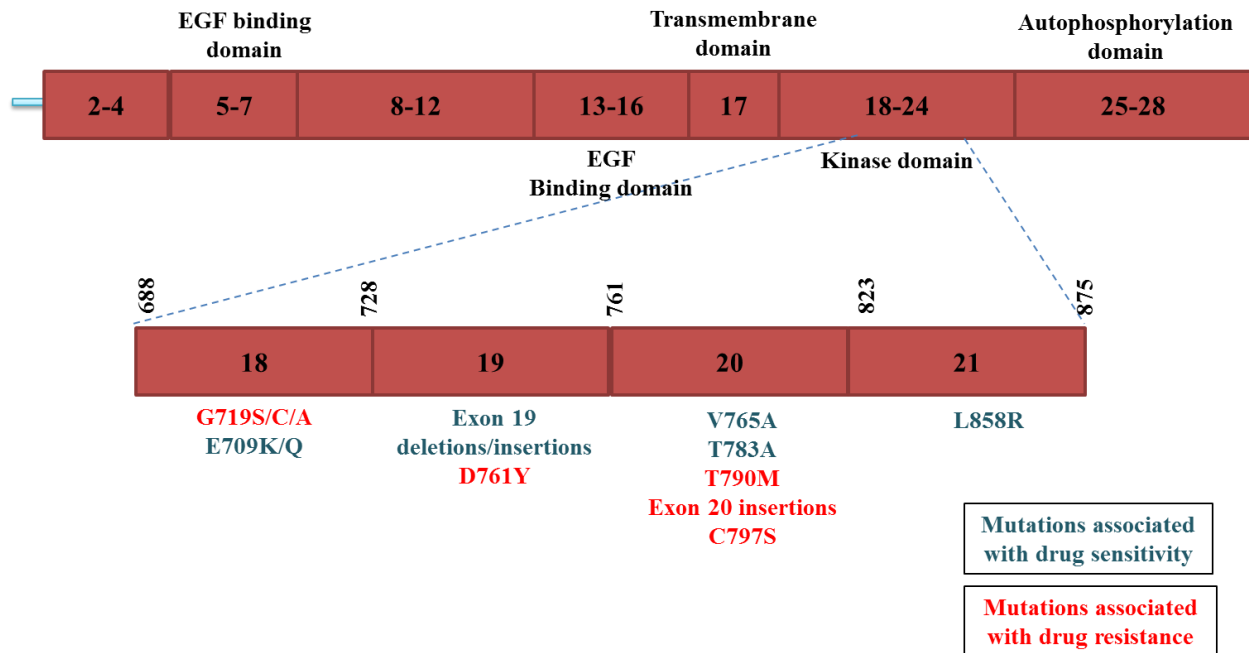 EGF binding
domain
Transmembrane
domain
Autophosphorylation
domain
2-4
5-7
8-12
13-16
17
18-24
25-28
EGF
Binding domain
Kinase domain
688
728
761
823
875
18
19
20
21
G719S/C/A
E709K/Q
Exon 19
deletions/insertions
D761Y
V765A
T783A
T790M
Exon 20 insertions
C797S
L858R
Mutations associated
with drug sensitivity
Mutations associated
with drug resistance